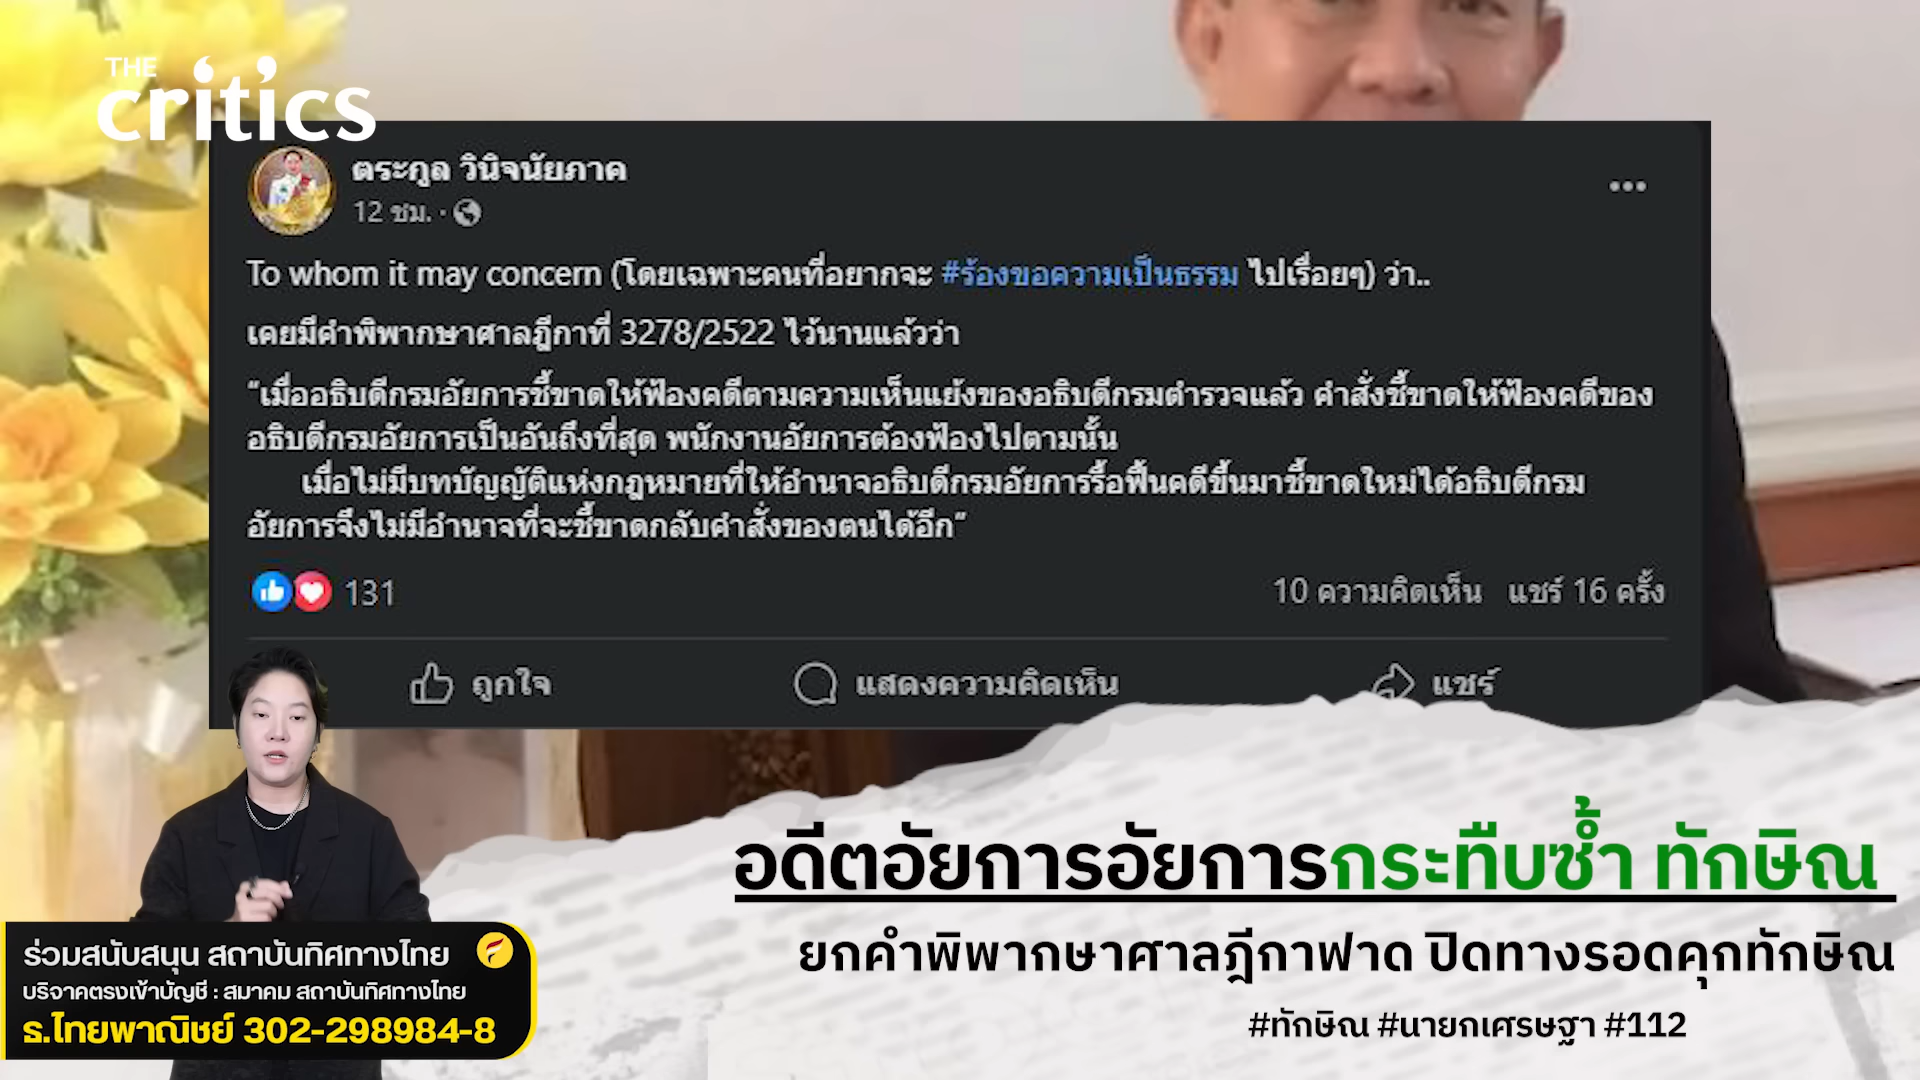 THE
critics
ตระกูล วินิจนัยภาค
12 ชม. ·
To whom it may concern (โดยเฉพาะคนที่อยากจะ #ร้องขอความเป็นธรรม ไปเรื่อยๆ) ว่า..
เคยมีคำพิพากษาศาลฎีกาที่ 3278/2522 ไว้นานแล้วว่า
“เมื่ออธิบดีกรมอัยการชี้ขาดให้ฟ้องคดีตามความเห็นแย้งของอธิบดีกรมตำรวจแล้ว คำสั่งชี้ขาดให้ฟ้องคดีของ
อธิบดีกรมอัยการเป็นอันถึงที่สุด พนักงานอัยการต้องฟ้องไปตามนั้น
เมื่อไม่มีบทบัญญัติแห่งกฎหมายที่ให้อำนาจอธิบดีกรมอัยการรื้อฟื้นคดีขึ้นมาชี้ขาดใหม่ได้อธิบดีกรม
อัยการจึงไม่มีอำนาจที่จะชี้ขาดกลับคำสั่งของตนได้อีก”
131
10 ความคิดเห็น แชร์ 16 ครั้ง
ถูกใจ แสดงความคิดเห็น แชร์
อดีตอัยการอัยการกระทืบซ้ำ ทักษิณ
ยกคำพิพากษาศาลฎีกาฟาด ปิดทางรอดคุกทักษิณ
#ทักษิณ #นายกเศรษฐา #112
ร่วมสนับสนุน สถาบันทิศทางไทย
บริจาคตรงเข้าบัญชี : สมาคม สถาบันทิศทางไทย
ธ.ไทยพาณิชย์ 302-298984-8